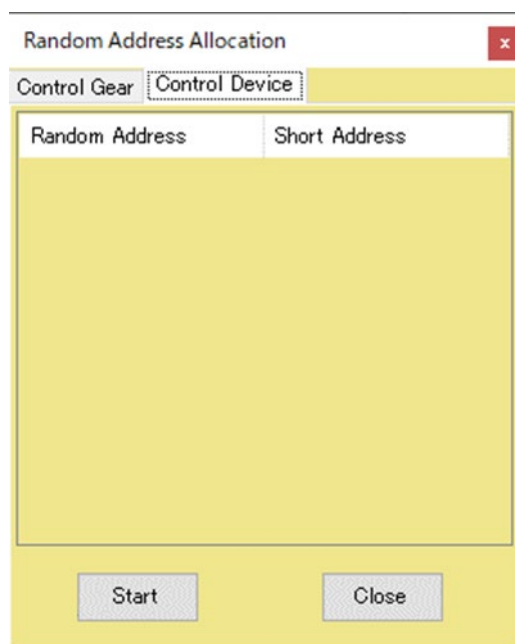 Random Address Allocation x
Control Gear Control Device
Random Address Short Address
Start Close